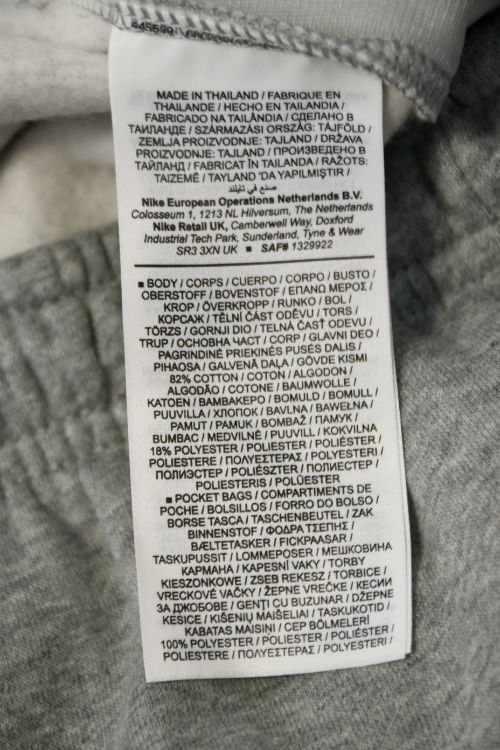 MADE IN THAILAND / FABRIQUE EN
THAILANDE / HECHO EN TAILANDIA /
FABRICADO NA TAILÂNDIA / СДЕЛАНО В
ТАИЛАНДЕ / SZÁRMAZÁSI ORSZÁG: TÁJFÖLD /
ZEMLJA PROIZVODNJE: TAJLAND / DRŽAVA
PROIZVODNJE: TAJLAND / ПРОИЗВЕДЕНО В
ТАЙЛАНД / FABRICAT ÎN TAILANDA / RAŽOTS:
TAIZEMĒ / TAYLAND 'DA YAPILMIŞTIR /
صنع في تايلند
Nike European Operations Netherlands B.V.
Colosseum 1, 1213 NL Hilversum, The Netherlands
Nike Retail UK, Camberwell Way, Doxford
Industrial Tech Park, Sunderland, Tyne & Wear
SR3 3XN UK ■ SAF# 1329922
■ BODY / CORPS / CUERPO / CORPO / BUSTO /
OBERSTOFF / BOVENSTOF / ΕΠΑΝΩ ΜΕΡΟΣ /
KROP / ÖVERKROPP / RUNKO / BOL /
КОРСАЖ / TĚLNÍ ČÁST ODĚVU / TORS /
TÖRZS / GORNJI DIO / TELNÁ ČASŤ ODEVU /
TRUP / ОСНОВНА ЧАСТ / CORP / GLAVNI DEO /
PAGRINDINĖ PRIEKINĖS PUSĖS DALIS /
PIHAOSA / GALVENĀ DAĻA / GÖVDE KISMI
82% COTTON / COTON / ALGODON /
ALGODÃO / COTONE / BAUMWOLLE /
KATOEN / ΒΑΜΒΑΚΕΡΟ / BOMULD / BOMULL /
PUUVILLA / ХЛОПОК / BAVLNA / BAWEŁNA /
PAMUT / PAMUK / BOMBAŽ / ПАМУК /
BUMBAC / MEDVILNĖ / PUUVILL / KOKVILNA
18% POLYESTER / POLIESTER / POLIÉSTER /
POLIESTERE / ΠΟΛΥΕΣΤΕΡΑΣ / POLYESTERI /
ПОЛИЭСТЕР / POLIÉSZTER / ПОЛИЕСТЕР /
POLIESTERIS / POLÜESTER
■ POCKET BAGS / COMPARTIMENTS DE
POCHE / BOLSILLOS / FORRO DO BOLSO /
BORSE TASCA / TASCHENBEUTEL / ZAK
BINNENSTOF / ΦΟΔΡΑ ΤΣΕΠΗΣ /
BÆLTETASKER / FICKPÅSAR /
TASKUPUSSIT / LOMMEPOSER / МЕШКОВИНА
КАРМАНА / KAPESNÍ VAKY / TORBY
KIESZONKOWE / ZSEB REKESZ / TORBICE /
VRECKOVÉ VAČKY / ŽEPNE VREČKE / КЕСИИ
ЗА ДЖОБОВЕ / GENȚI CU BUZUNAR / DŽEPNE
KESICE / KIŠENIŲ MAIŠELIAI / TASKUKOTID /
KABATAS MAISIŅI / CEP BÖLMELERİ
100% POLYESTER / POLIESTER / POLIÉSTER /
POLIESTERE / ΠΟΛΥΕΣΤΕΡΑΣ / POLYESTERI /